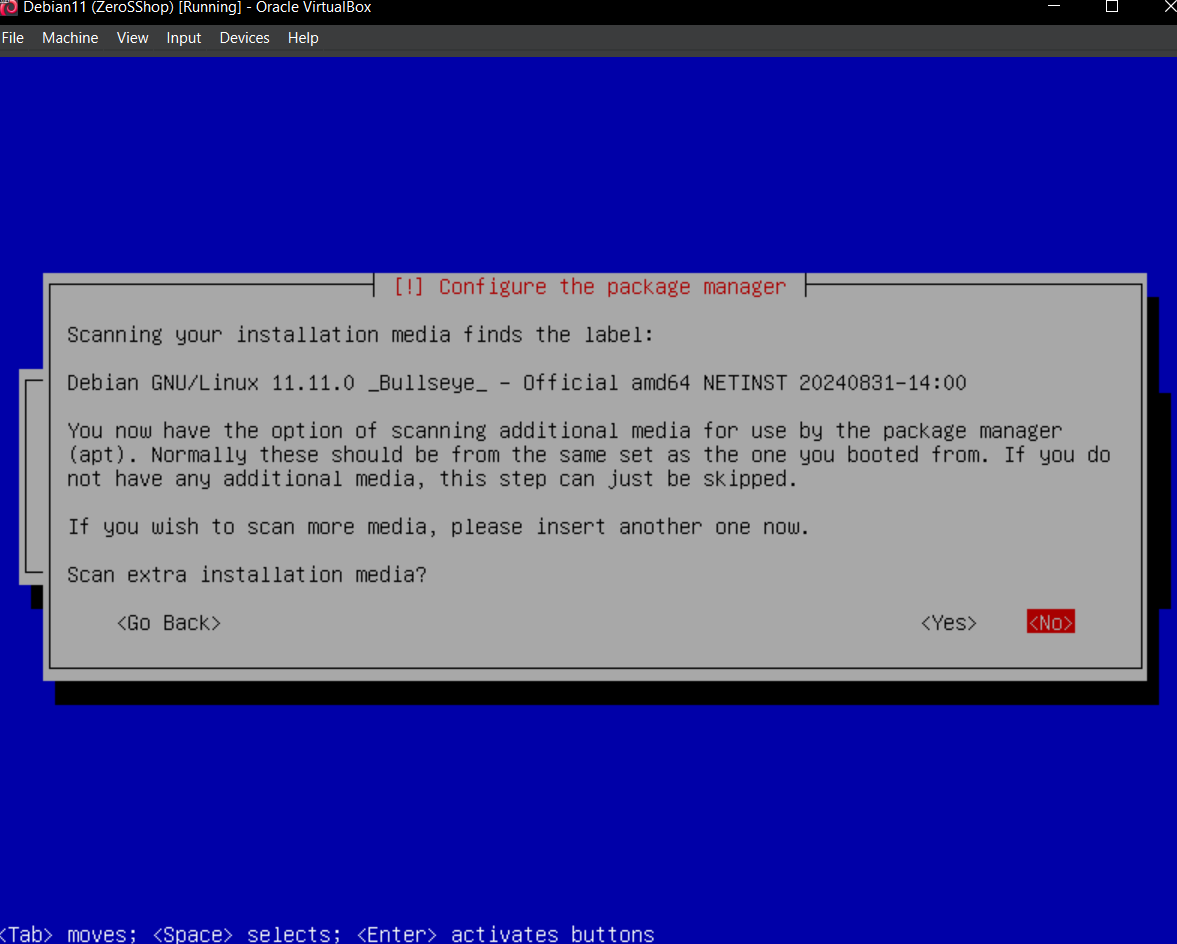 Debian11 (ZeroSShop) [Running] - Oracle VirtualBox
File Machine View Input Devices Help
[!] Configure the package manager
Scanning your installation media finds the label:
Debian GNU/Linux 11.11.0 _Bullseye_ - Official amd64 NETINST 20240831-14:00
You now have the option of scanning additional media for use by the package manager
(apt). Normally these should be from the same set as the one you booted from. If you do
not have any additional media, this step can just be skipped.
If you wish to scan more media, please insert another one now.
Scan extra installation media?
<Go Back> <Yes> <No>
<Tab> moves; <Space> selects; <Enter> activates buttons